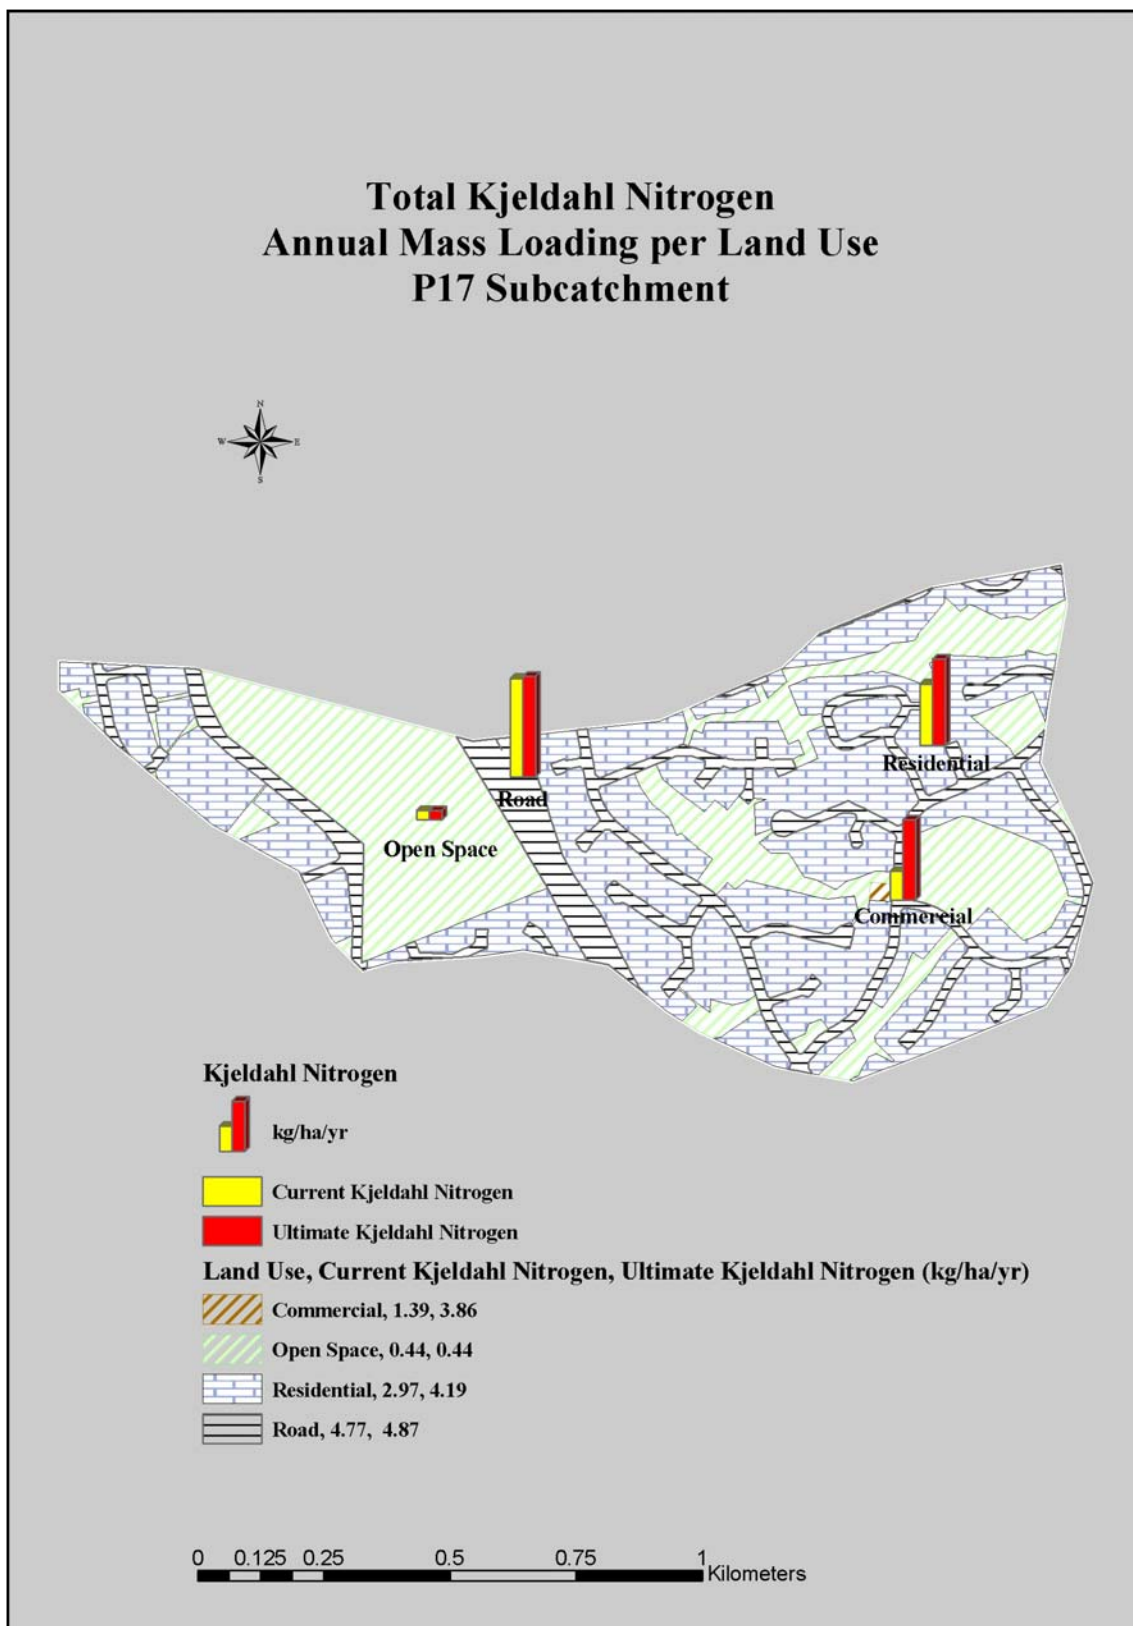 Total Kjeldahl Nitrogen
Annual Mass Loading per Land Use
P17 Subcatchment
N
W E
S
Residential
Road
Open Space
Commercial
Kjeldahl Nitrogen
kg/ha/yr
Current Kjeldahl Nitrogen
Ultimate Kjeldahl Nitrogen
Land Use, Current Kjeldahl Nitrogen, Ultimate Kjeldahl Nitrogen (kg/ha/yr)
Commercial, 1.39, 3.86
Open Space, 0.44, 0.44
Residential, 2.97, 4.19
Road, 4.77, 4.87
0 0.125 0.25 0.5 0.75 1
Kilometers